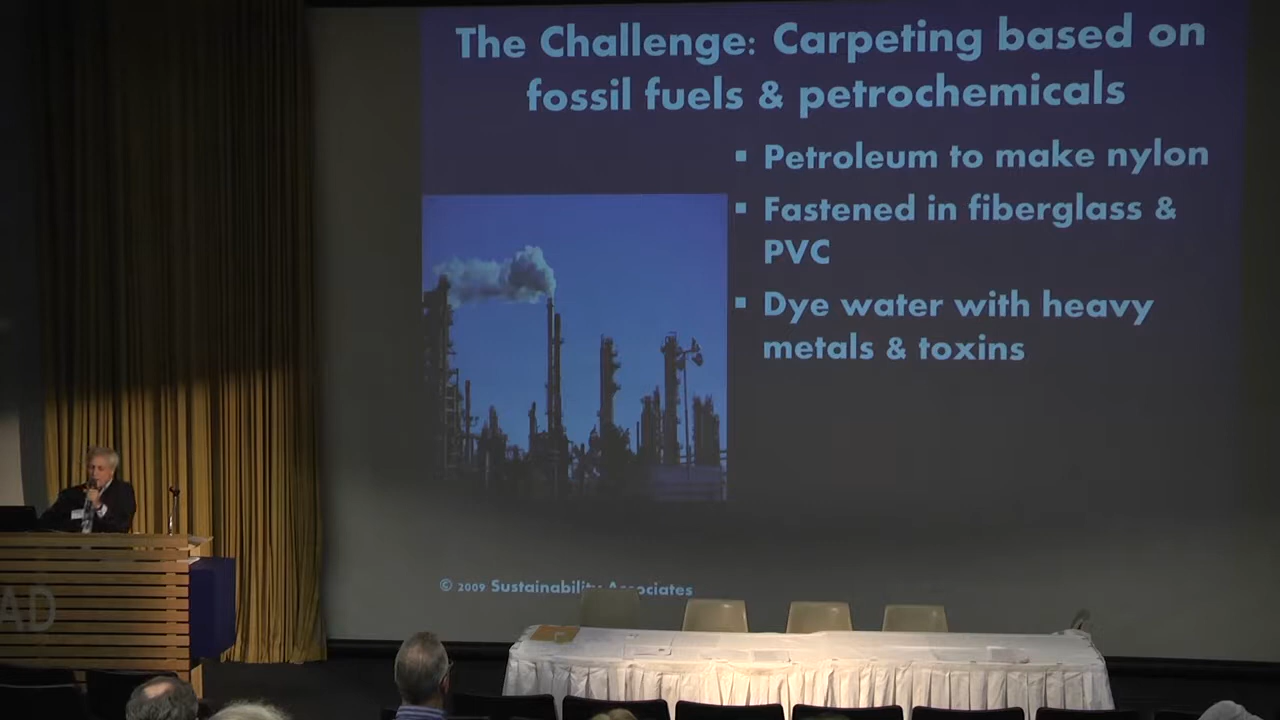 The Challenge: Carpeting based on
fossil fuels & petrochemicals
▪ Petroleum to make nylon
▪ Fastened in fiberglass &
PVC
▪ Dye water with heavy
metals & toxins
© 2009 Sustainability Associates
AD